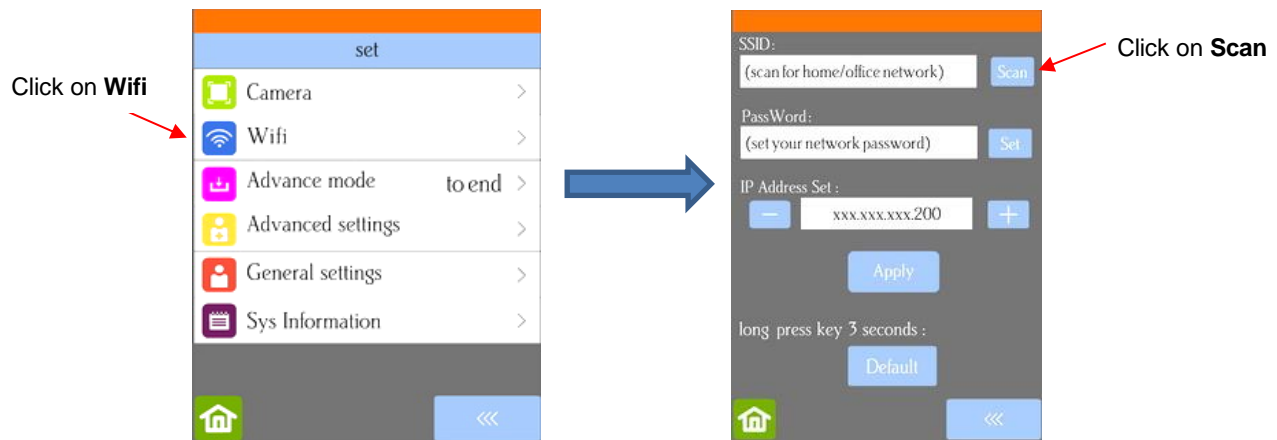 Click on Wifi
set
Camera
Wifi
Advance mode to end
Advanced settings
General settings
Sys Information
Click on Scan
SSID:
(scan for home/office network) Scan
PassWord:
(set your network password) Set
IP Address Set :
xxx.xxx.xxx.200
Apply
long press key 3 seconds :
Default